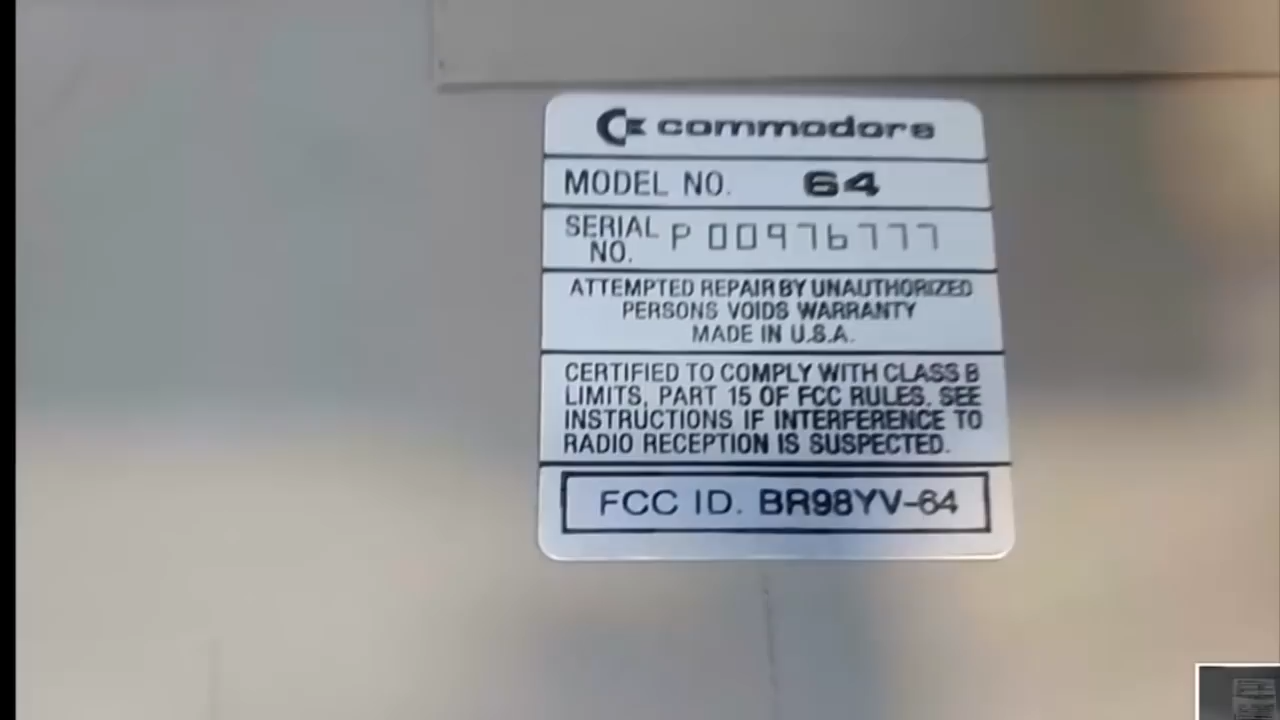 commodore
MODEL NO. 64
SERIAL NO. P 00976777
ATTEMPTED REPAIR BY UNAUTHORIZED
PERSONS VOIDS WARRANTY
MADE IN U.S.A.
CERTIFIED TO COMPLY WITH CLASS B
LIMITS, PART 15 OF FCC RULES. SEE
INSTRUCTIONS IF INTERFERENCE TO
RADIO RECEPTION IS SUSPECTED.
FCC ID. BR98YV-64